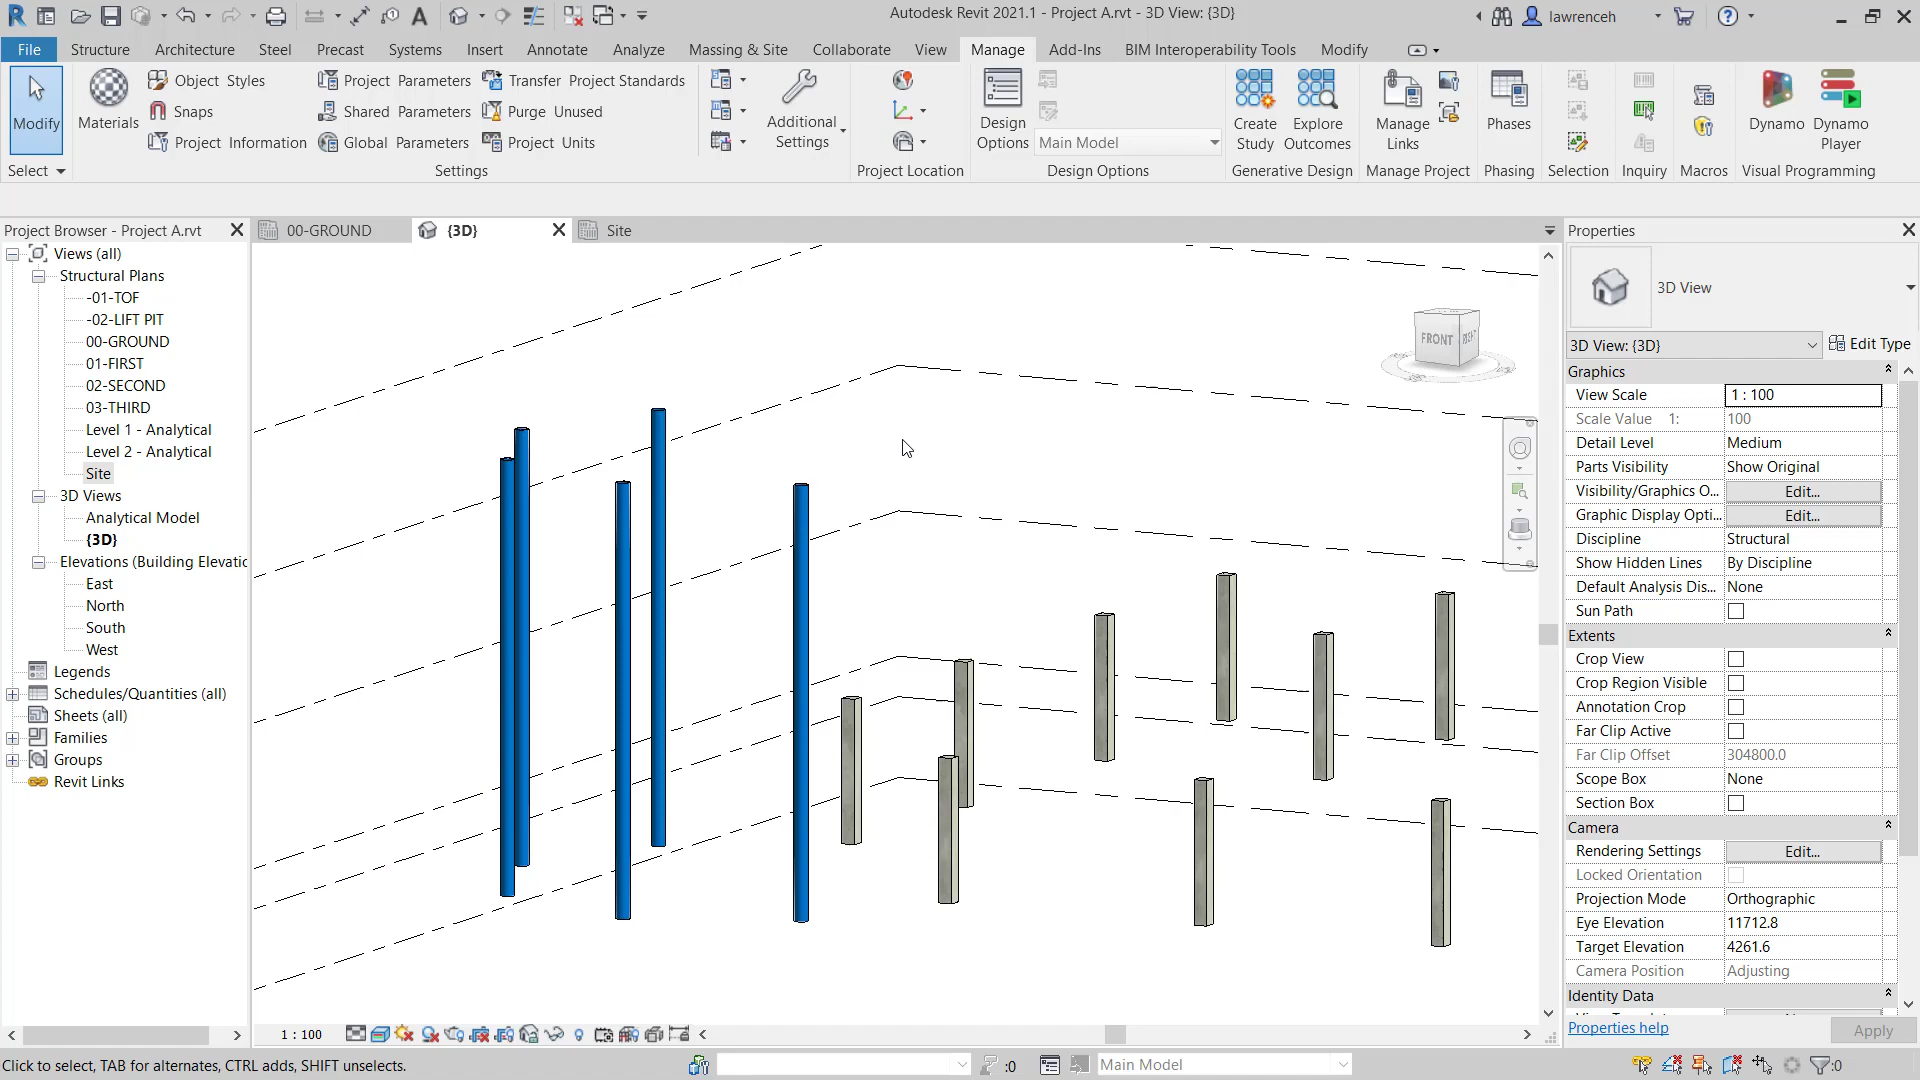 Autodesk Revit 2021.1 - Project A.rvt - 3D View: {3D}
lawrenceh
File Structure Architecture Steel Precast Systems Insert Annotate Analyze Massing & Site Collaborate View Manage Add-Ins BIM Interoperability Tools Modify
Modify
Materials
Object Styles
Snaps
Project Information
Project Parameters
Shared Parameters
Global Parameters
Transfer Project Standards
Purge Unused
Project Units
Additional
Settings
Design
Options
Main Model
Create
Study
Explore
Outcomes
Manage
Links
Phases
Dynamo
Dynamo
Player
Select
Settings
Project Location
Design Options
Generative Design
Manage Project
Phasing
Selection
Inquiry
Macros
Visual Programming
Project Browser - Project A.rvt
Views (all)
Structural Plans
-01-TOF
-02-LIFT PIT
00-GROUND
01-FIRST
02-SECOND
03-THIRD
Level 1 - Analytical
Level 2 - Analytical
Site
3D Views
Analytical Model
{3D}
Elevations (Building Elevatic
East
North
South
West
Legends
Schedules/Quantities (all)
Sheets (all)
Families
Groups
Revit Links
00-GROUND
{3D}
Site
FRONT
RIGHT
Properties
3D View
3D View: {3D}
Edit Type
Graphics
View Scale 1 : 100
Scale Value 1: 100
Detail Level Medium
Parts Visibility Show Original
Visibility/Graphics O... Edit...
Graphic Display Opti... Edit...
Discipline Structural
Show Hidden Lines By Discipline
Default Analysis Dis... None
Sun Path
Extents
Crop View
Crop Region Visible
Annotation Crop
Far Clip Active
Far Clip Offset 304800.0
Scope Box None
Section Box
Camera
Rendering Settings Edit...
Locked Orientation
Projection Mode Orthographic
Eye Elevation 11712.8
Target Elevation 4261.6
Camera Position Adjusting
Identity Data
Properties help
Apply
1 : 100
Click to select, TAB for alternates, CTRL adds, SHIFT unselects.
:0
Main Model
:0